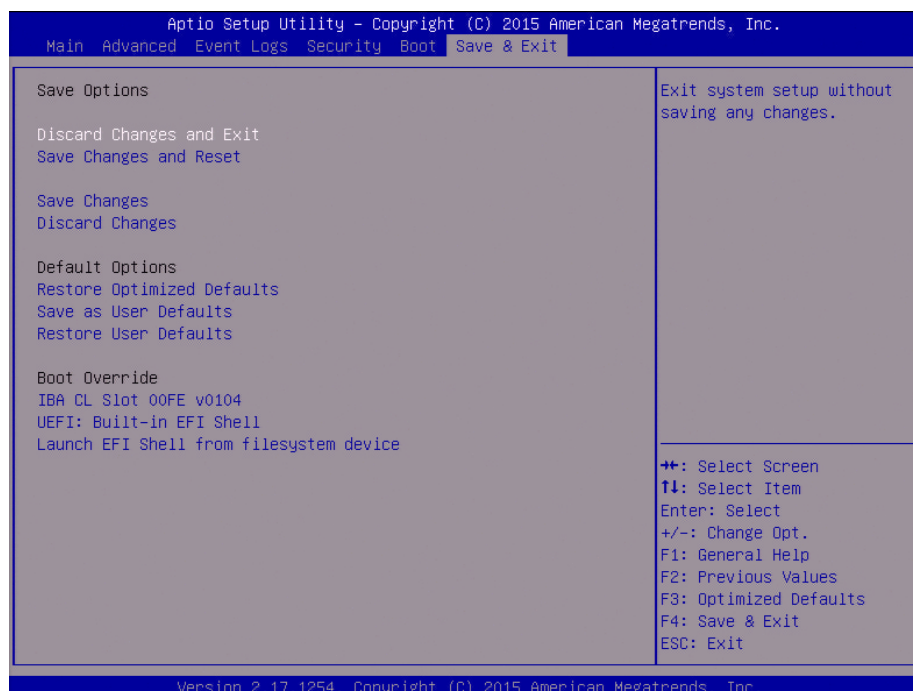 Aptio Setup Utility – Copyright (C) 2015 American Megatrends, Inc.
Main Advanced Event Logs Security Boot Save & Exit
Save Options
Discard Changes and Exit
Save Changes and Reset
Save Changes
Discard Changes
Default Options
Restore Optimized Defaults
Save as User Defaults
Restore User Defaults
Boot Override
IBA CL Slot 00FE v0104
UEFI: Built-in EFI Shell
Launch EFI Shell from filesystem device
Exit system setup without
saving any changes.
→←: Select Screen
↑↓: Select Item
Enter: Select
+/-: Change Opt.
F1: General Help
F2: Previous Values
F3: Optimized Defaults
F4: Save & Exit
ESC: Exit
Version 2.17.1254. Copyright (C) 2015 American Megatrends, Inc.